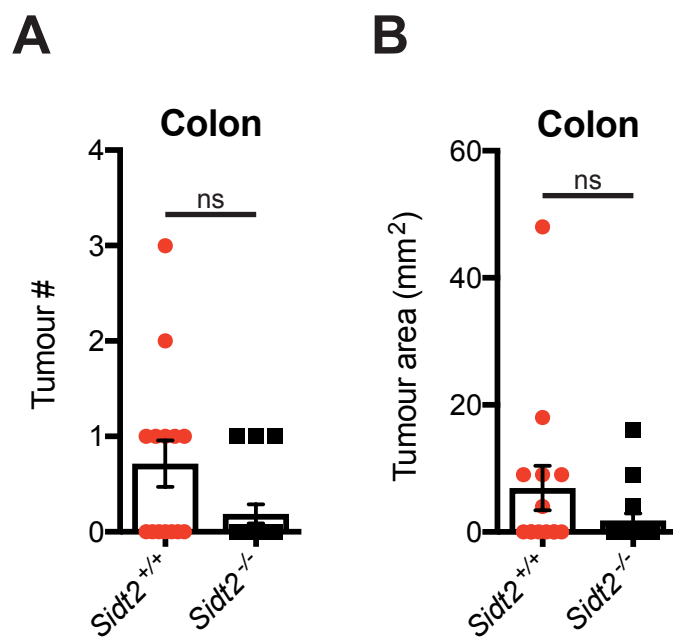 A
Colon
4
3
2
1
0
Tumour #
ns
Sidt2+/+
Sidt2-/-
B
Colon
60
40
20
0
Tumour area (mm²)
ns
Sidt2+/+
Sidt2-/-